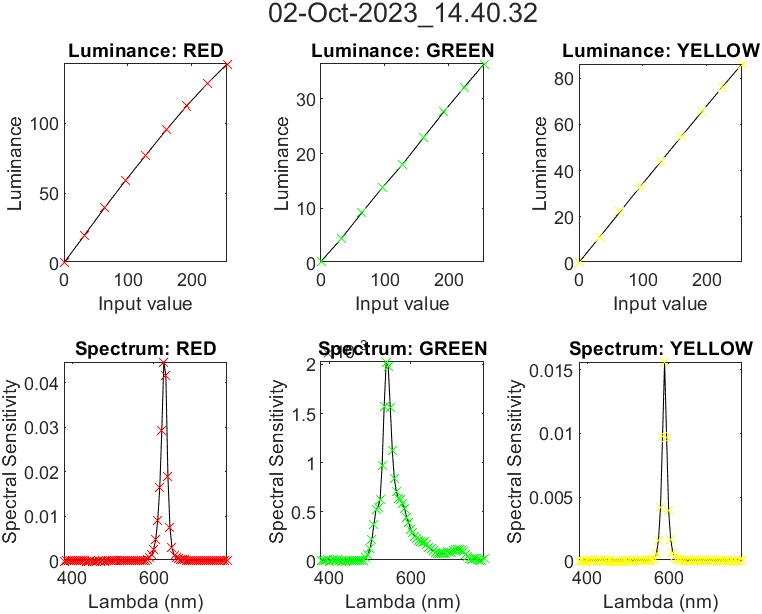 02-Oct-2023_14.40.32
Luminance: RED
Luminance: GREEN
Luminance: YELLOW
Luminance
100
50
0
0
100
200
Input value
Luminance
30
20
10
0
0
100
200
Input value
Luminance
80
60
40
20
0
0
100
200
Input value
Spectrum: RED
Spectrum: GREEN
Spectrum: YELLOW
Spectral Sensitivity
0.04
0.03
0.02
0.01
0
400
600
Lambda (nm)
Spectral Sensitivity
2
1.5
1
0.5
0
400
600
Lambda (nm)
Spectral Sensitivity
0.015
0.01
0.005
0
400
600
Lambda (nm)